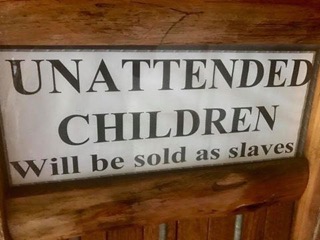 UNATTENDED
CHILDREN
Will be sold as slaves